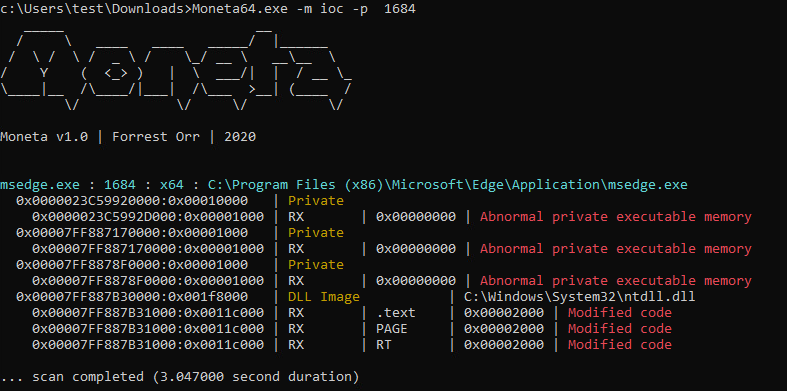 c:\Users\test\Downloads>Moneta64.exe -m ioc -p  1684
Moneta v1.0 | Forrest Orr | 2020
msedge.exe : 1684 : x64 : C:\Program Files (x86)\Microsoft\Edge\Application\msedge.exe
  0x0000023C59920000:0x00010000   | Private
    0x0000023C5992D000:0x00001000 | RX       | 0x00000000 | Abnormal private executable memory
  0x00007FF887170000:0x00001000   | Private
    0x00007FF887170000:0x00001000 | RX       | 0x00000000 | Abnormal private executable memory
  0x00007FF8878F0000:0x00001000   | Private
    0x00007FF8878F0000:0x00001000 | RX       | 0x00000000 | Abnormal private executable memory
  0x00007FF887B30000:0x001f8000   | DLL Image           | C:\Windows\System32\ntdll.dll
    0x00007FF887B31000:0x0011c000 | RX       | .text    | 0x00002000 | Modified code
    0x00007FF887B31000:0x0011c000 | RX       | PAGE     | 0x00002000 | Modified code
    0x00007FF887B31000:0x0011c000 | RX       | RT       | 0x00002000 | Modified code
... scan completed (3.047000 second duration)